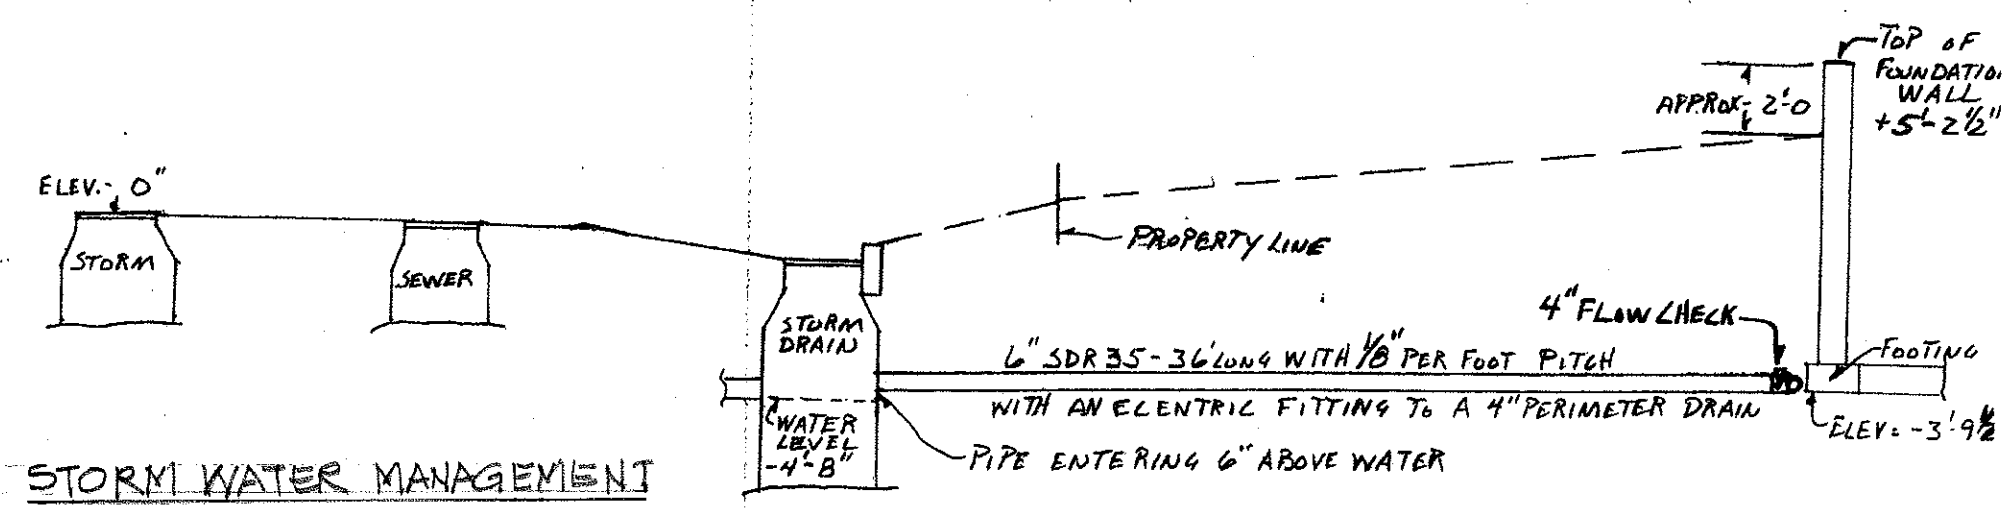 TOP OF
FOUNDATION
WALL
+5'-2½"
APPROX- 2'-0
ELEV.- 0"
STORM
SEWER
PROPERTY LINE
STORM
DRAIN
4" FLOW CHECK
6" SDR 35 - 36' LONG WITH 1/8" PER FOOT PITCH
FOOTING
WITH AN ECENTRIC FITTING TO A 4" PERIMETER DRAIN
WATER
LEVEL
-4'-8"
ELEV: -3'-9½
PIPE ENTERING 6" ABOVE WATER
STORM WATER MANAGEMENT